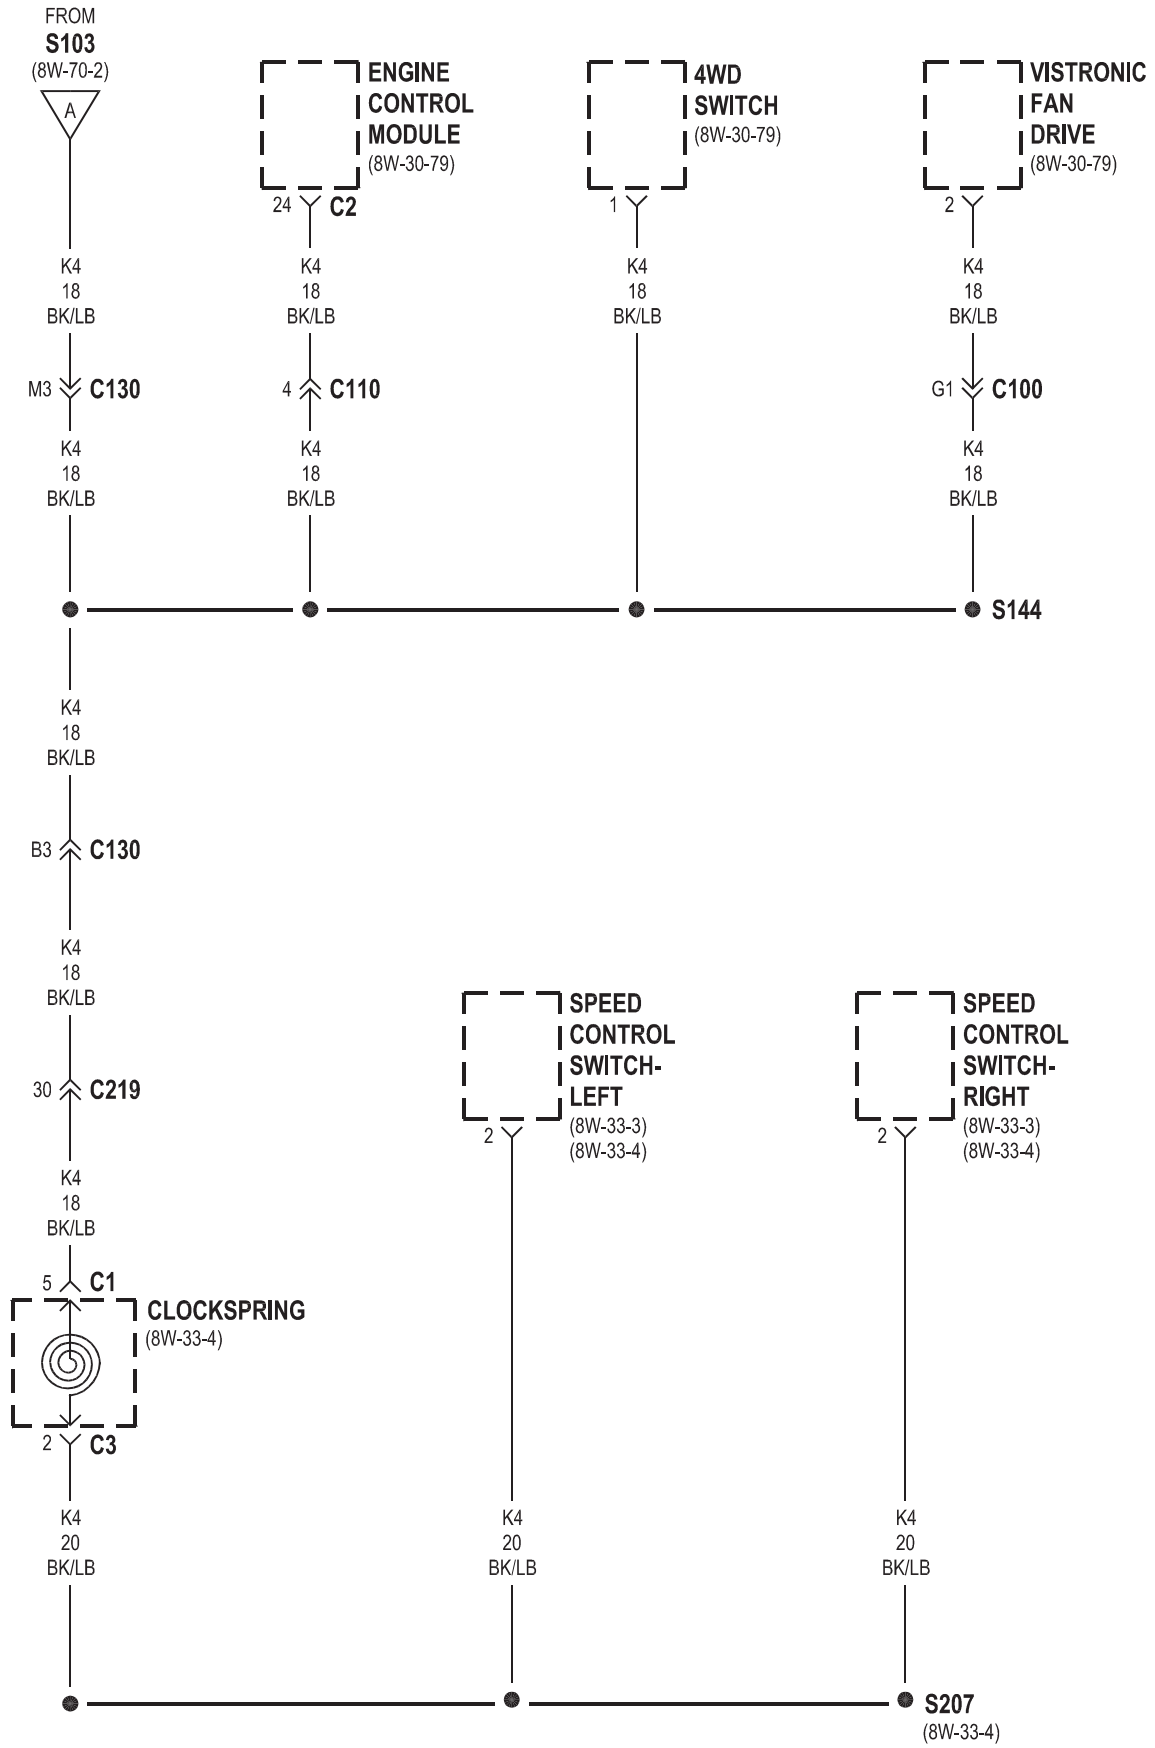 FROM
S103
(8W-70-2)
A
ENGINE
CONTROL
MODULE
(8W-30-79)
4WD
SWITCH
(8W-30-79)
VISTRONIC
FAN
DRIVE
(8W-30-79)
24 C2
1
2
K4
18
BK/LB
K4
18
BK/LB
K4
18
BK/LB
K4
18
BK/LB
M3 C130
4 C110
G1 C100
K4
18
BK/LB
K4
18
BK/LB
K4
18
BK/LB
S144
K4
18
BK/LB
B3 C130
K4
18
BK/LB
30 C219
K4
18
BK/LB
SPEED
CONTROL
SWITCH-
LEFT
(8W-33-3)
(8W-33-4)
2
SPEED
CONTROL
SWITCH-
RIGHT
(8W-33-3)
(8W-33-4)
2
5 C1
CLOCKSPRING
(8W-33-4)
2 C3
K4
20
BK/LB
K4
20
BK/LB
K4
20
BK/LB
S207
(8W-33-4)